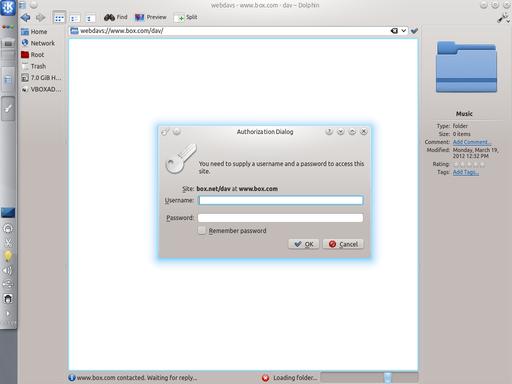 webdavs - www.box.com - dav – Dolphin
Find
Preview
Split
Home
Network
Root
Trash
7.0 GiB H...
VBOXAD...
webdavs://www.box.com/dav/
Authorization Dialog
You need to supply a username and a password to access this
site.
Site: box.net/dav at www.box.com
Username:
Password:
Remember password
OK
Cancel
Music
Type: folder
Size: 0 items
Comment: Add Comment...
Modified: Monday, March 19,
2012 12:32 PM
Rating:
Tags: Add Tags...
www.box.com contacted. Waiting for reply...
Loading folder...